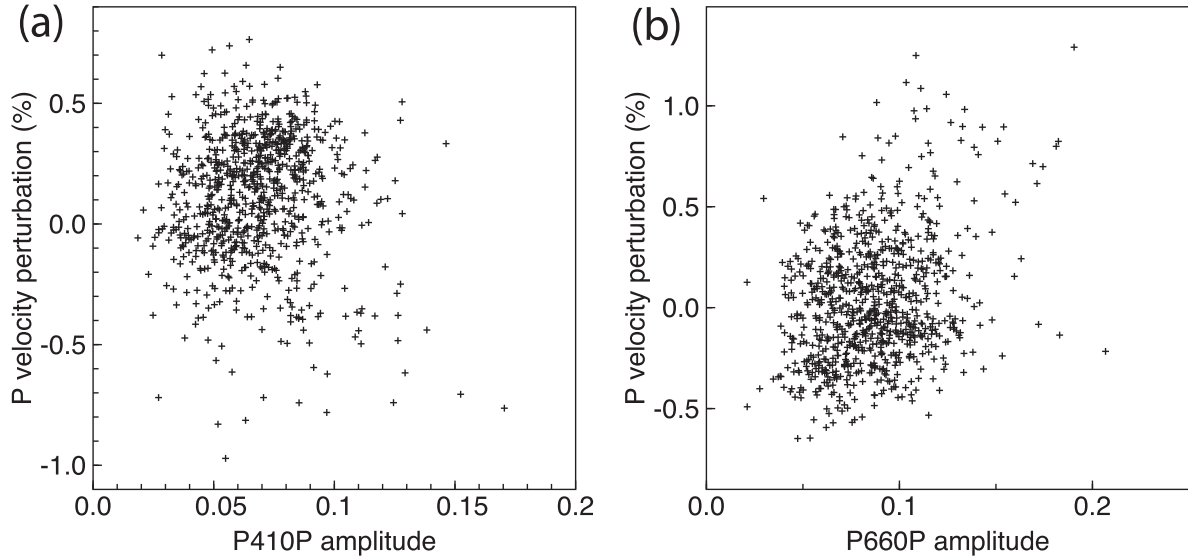 (a)
P velocity perturbation (%)
0.5
0.0
-0.5
-1.0
0.0 0.05 0.1 0.15 0.2
P410P amplitude
(b)
P velocity perturbation (%)
1.0
0.5
0.0
-0.5
0.0 0.1 0.2
P660P amplitude